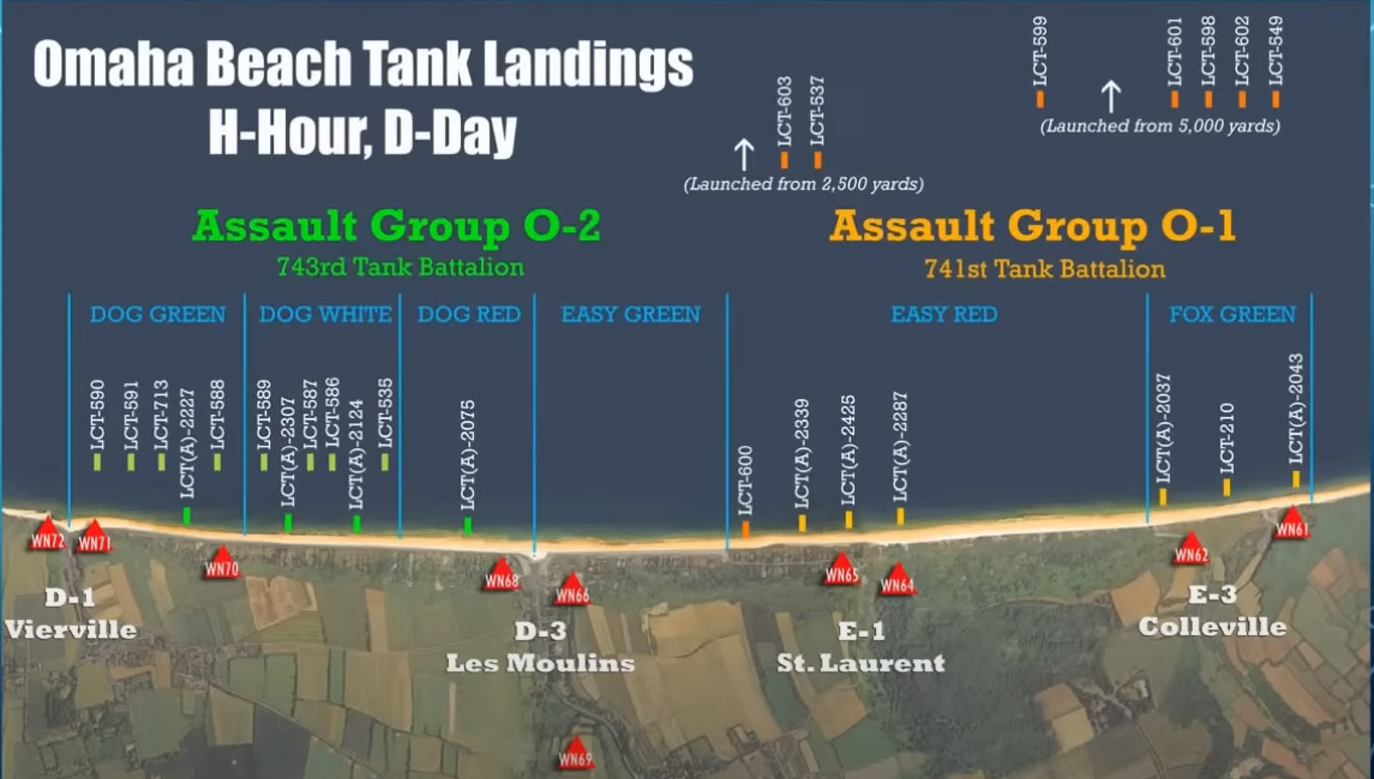 Omaha Beach Tank Landings
H-Hour, D-Day
LCT-603
LCT-537
(Launched from 2,500 yards)
LCT-599
LCT-601
LCT-598
LCT-602
LCT-549
(Launched from 5,000 yards)
Assault Group O-2
743rd Tank Battalion
Assault Group O-1
741st Tank Battalion
DOG GREEN
DOG WHITE
DOG RED
EASY GREEN
EASY RED
FOX GREEN
LCT-590
LCT-591
LCT-713
LCT(A)-2227
LCT-588
LCT-589
LCT(A)-2307
LCT-587
LCT-586
LCT(A)-2124
LCT-535
LCT(A)-2075
LCT-600
LCT(A)-2339
LCT(A)-2425
LCT(A)-2287
LCT(A)-2037
LCT-210
LCT(A)-2043
WN72
WN71
WN70
WN68
WN66
WN65
WN64
WN62
WN61
D-1
Vierville
D-3
Les Moulins
E-1
St. Laurent
E-3
Colleville
WN69